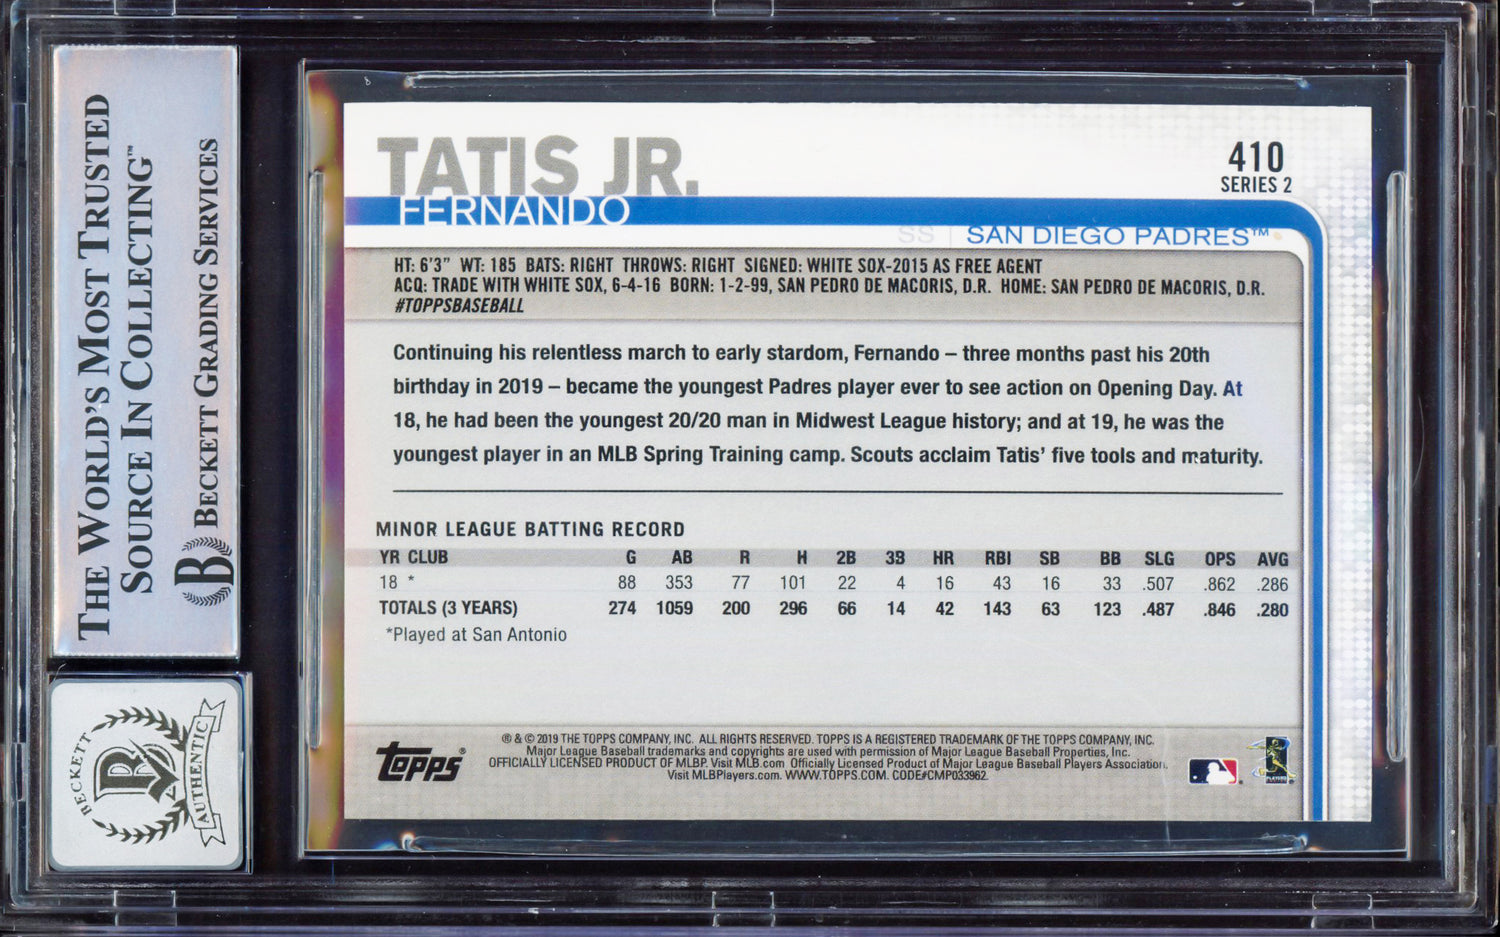 THE WORLD'S MOST TRUSTED
SOURCE IN COLLECTING™
BECKETT GRADING SERVICES
B
BECKETT
AUTHENTIC
TATIS JR.
FERNANDO
410
SERIES 2
SS | SAN DIEGO PADRES™
HT: 6'3" WT: 185 BATS: RIGHT THROWS: RIGHT SIGNED: WHITE SOX-2015 AS FREE AGENT
ACQ: TRADE WITH WHITE SOX, 6-4-16 BORN: 1-2-99, SAN PEDRO DE MACORIS, D.R. HOME: SAN PEDRO DE MACORIS, D.R.
#TOPPSBASEBALL
Continuing his relentless march to early stardom, Fernando – three months past his 20th
birthday in 2019 – became the youngest Padres player ever to see action on Opening Day. At
18, he had been the youngest 20/20 man in Midwest League history; and at 19, he was the
youngest player in an MLB Spring Training camp. Scouts acclaim Tatis' five tools and maturity.
MINOR LEAGUE BATTING RECORD
YR CLUB G AB R H 2B 3B HR RBI SB BB SLG OPS AVG
18 * 88 353 77 101 22 4 16 43 16 33 .507 .862 .286
TOTALS (3 YEARS) 274 1059 200 296 66 14 42 143 63 123 .487 .846 .280
*Played at San Antonio
Topps®
® & © 2019 THE TOPPS COMPANY, INC. ALL RIGHTS RESERVED. TOPPS IS A REGISTERED TRADEMARK OF THE TOPPS COMPANY, INC.
Major League Baseball trademarks and copyrights are used with permission of Major League Baseball Properties, Inc.
OFFICIALLY LICENSED PRODUCT OF MLBP. Visit MLB.com Officially Licensed Product of Major League Baseball Players Association.
Visit MLBPlayers.com. WWW.TOPPS.COM. CODE#CMP033962.